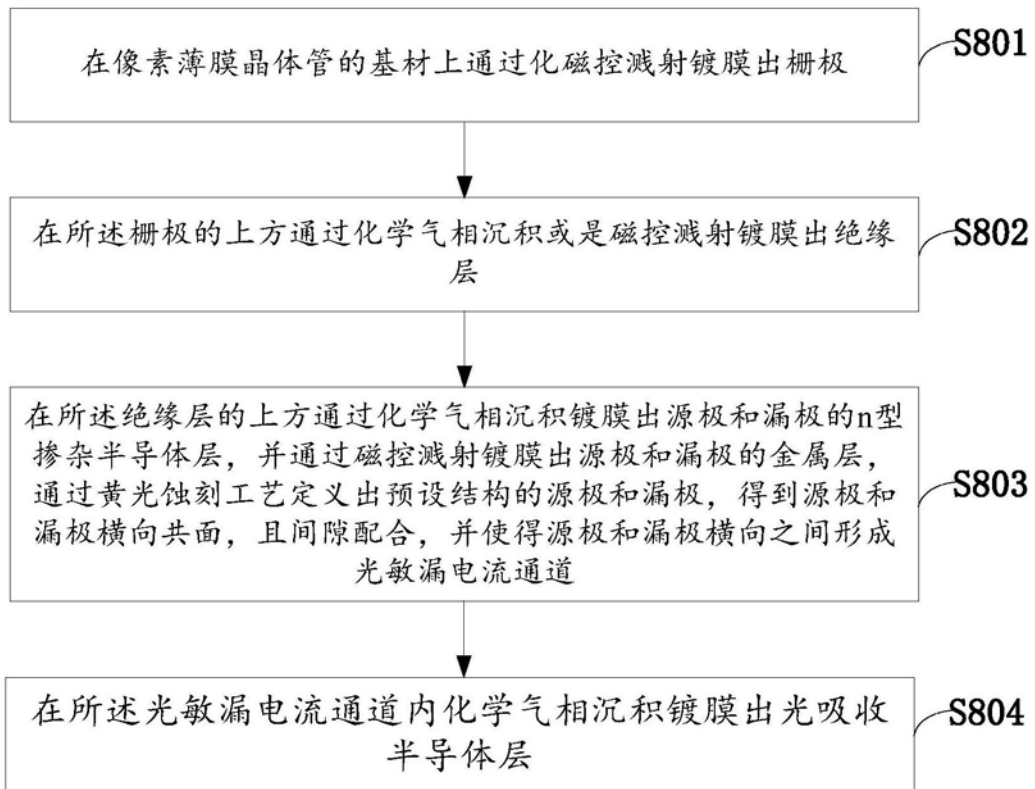 在像素薄膜晶体管的基材上通过化磁控溅射镀膜出栅极
S801
在所述栅极的上方通过化学气相沉积或是磁控溅射镀膜出绝缘
层
S802
在所述绝缘层的上方通过化学气相沉积镀膜出源极和漏极的n型
掺杂半导体层，并通过磁控溅射镀膜出源极和漏极的金属层，
通过黄光蚀刻工艺定义出预设结构的源极和漏极，得到源极和
漏极横向共面，且间隙配合，并使得源极和漏极横向之间形成
光敏漏电流通道
S803
在所述光敏漏电流通道内化学气相沉积镀膜出光吸收
半导体层
S804